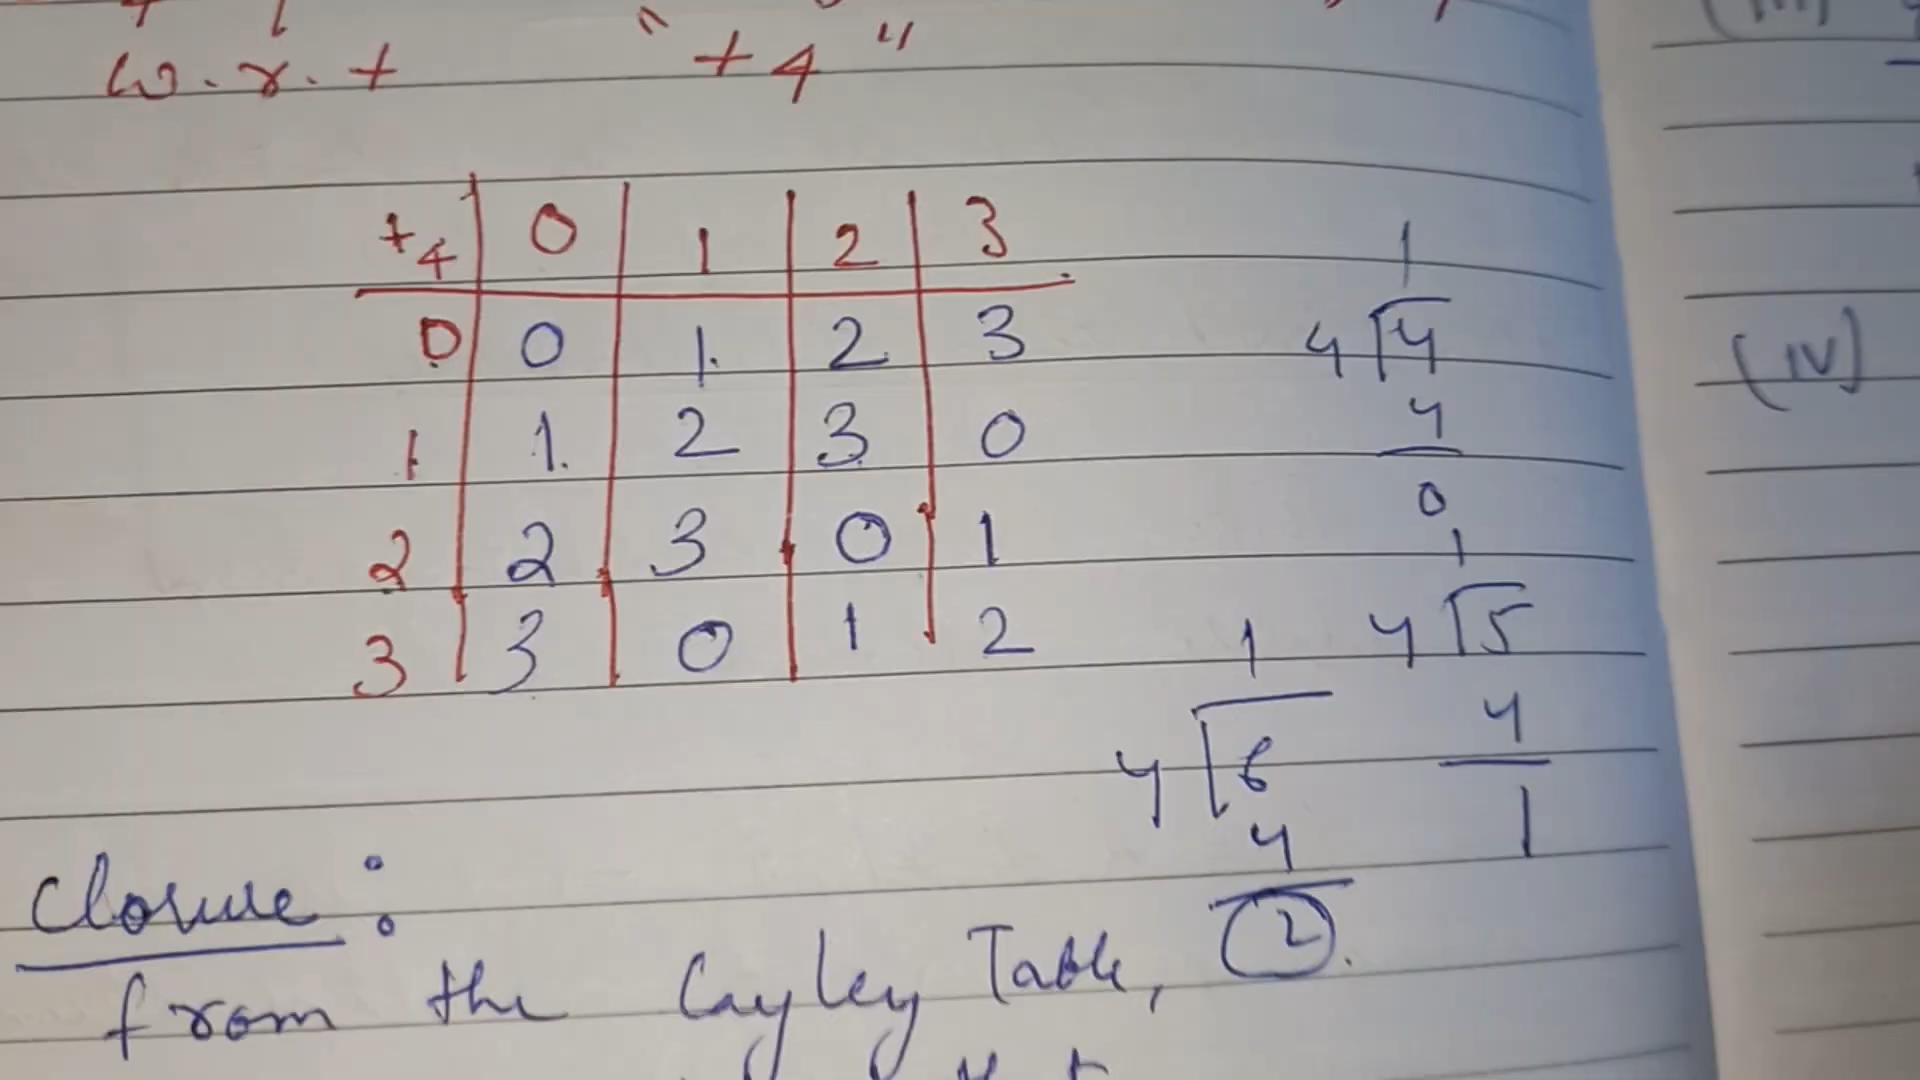 w.r.t "+4"
+4 0 1 2 3
0 0 1. 2 3
1 1. 2 3 0
2 2 3 0 1
3 3 0 1 2
1
4 4
4
0
1
4 5
4
1
1
4 6
4
2.
(iv)
Closure:
from the Cayley Table,